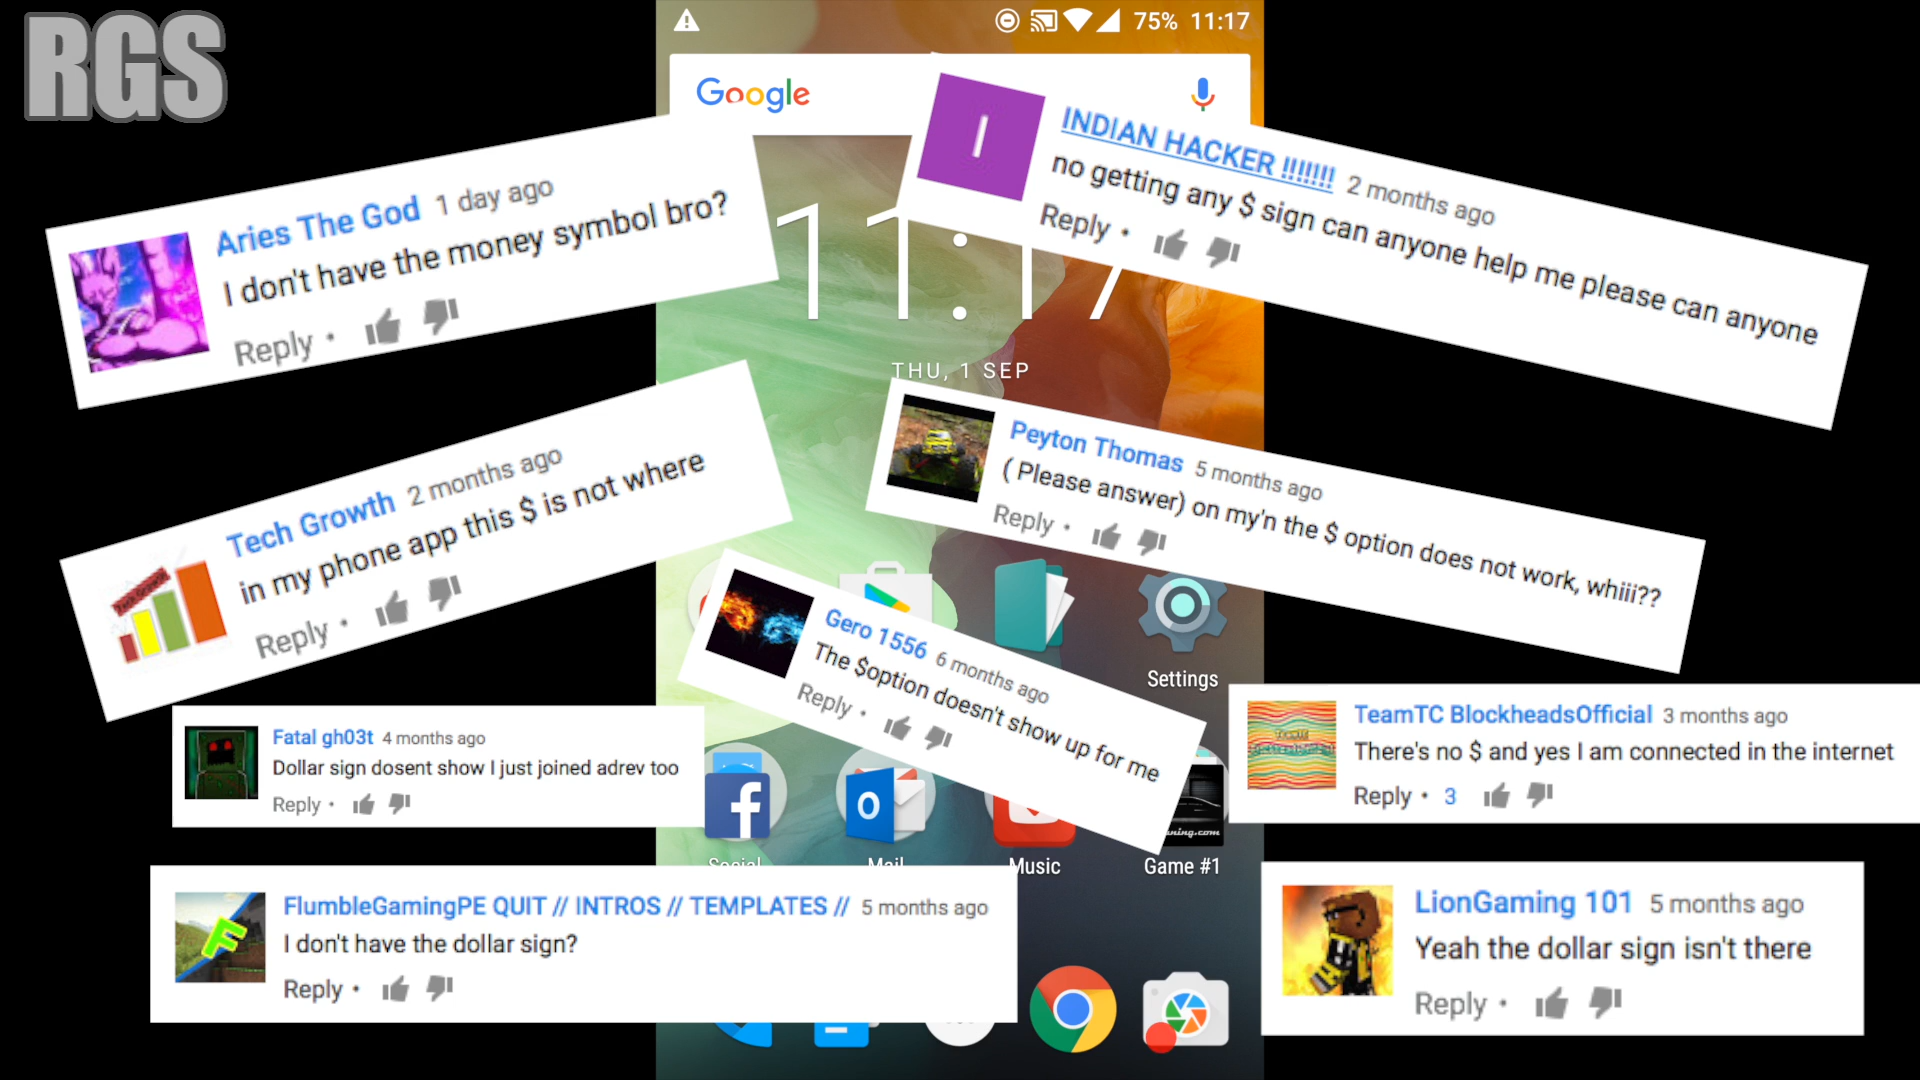 RGS
75% 11:17
Google
11:17
THU, 1 SEP
Aries The God 1 day ago
I don't have the money symbol bro?
Reply •
I
INDIAN HACKER !!!!!!! 2 months ago
no getting any $ sign can anyone help me please can anyone
Reply •
Tech Growth 2 months ago
in my phone app this $ is not where
Reply •
Peyton Thomas 5 months ago
( Please answer) on my'n the $ option does not work, whiii??
Reply •
Gero 1556 6 months ago
The $option doesn't show up for me
Reply •
Settings
Fatal gh03t 4 months ago
Dollar sign dosent show I just joined adrev too
Reply •
TeamTC BlockheadsOfficial 3 months ago
There's no $ and yes I am connected in the internet
Reply • 3
Social Mail Music Game #1
FlumbleGamingPE QUIT // INTROS // TEMPLATES // 5 months ago
I don't have the dollar sign?
Reply •
LionGaming 101 5 months ago
Yeah the dollar sign isn't there
Reply •